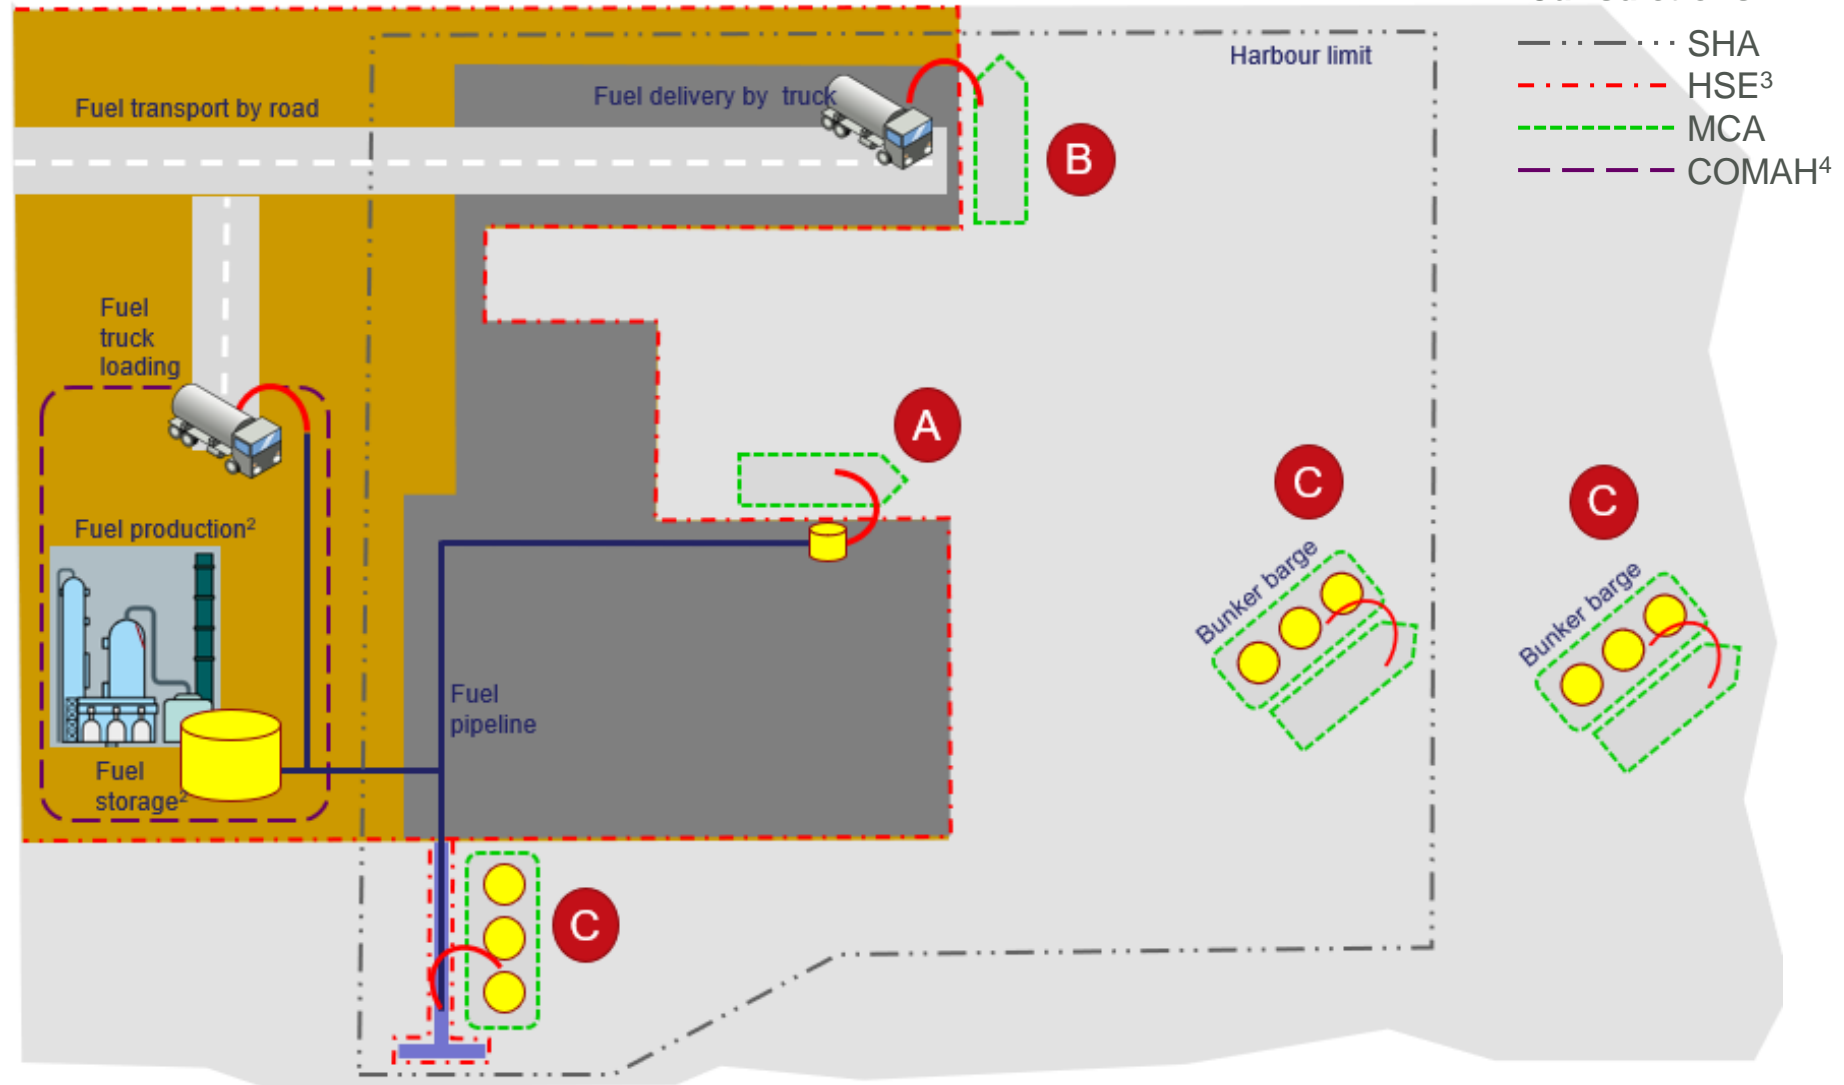 Harbour limit
SHA
HSE³
MCA
COMAH⁴
Fuel transport by road
Fuel delivery by truck
B
Fuel
truck
loading
A
C
C
Fuel production²
Bunker barge
Bunker barge
Fuel
pipeline
Fuel
storage²
C